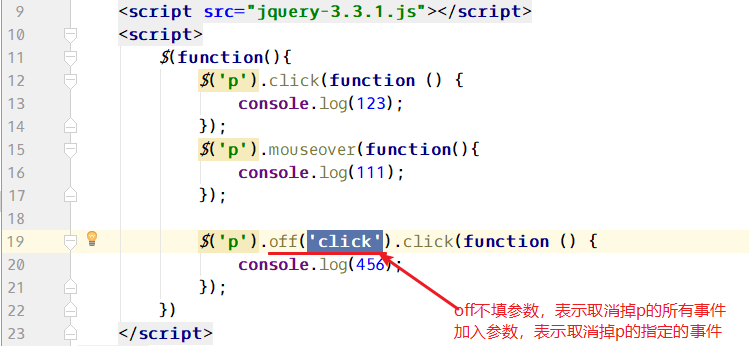 9 <script src="jquery-3.3.1.js"></script>
10 <script>
11 $(function(){
12 $('p').click(function () {
13 console.log(123);
14 });
15 $('p').mouseover(function(){
16 console.log(111);
17 });
18
19 $('p').off('click').click(function () {
20 console.log(456);
21 });
22 })
23 </script>
off不填参数，表示取消掉p的所有事件
加入参数，表示取消掉p的指定的事件